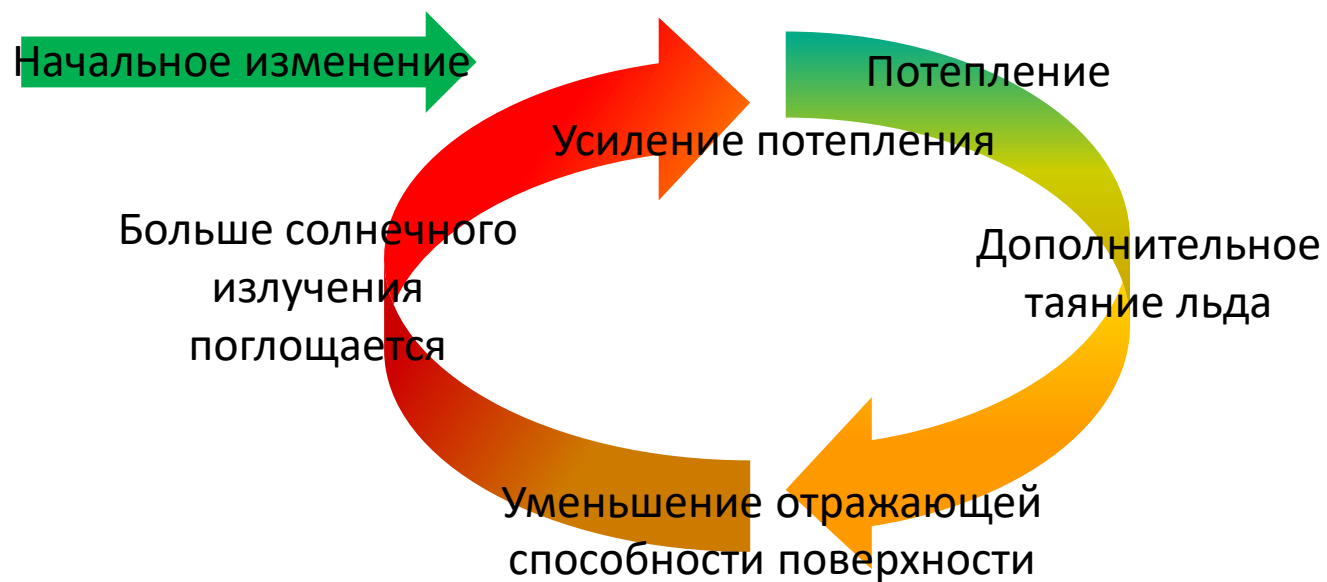 Начальное изменение
Потепление
Усиление потепления
Больше солнечного
излучения
поглощается
Дополнительное
таяние льда
Уменьшение отражающей
способности поверхности